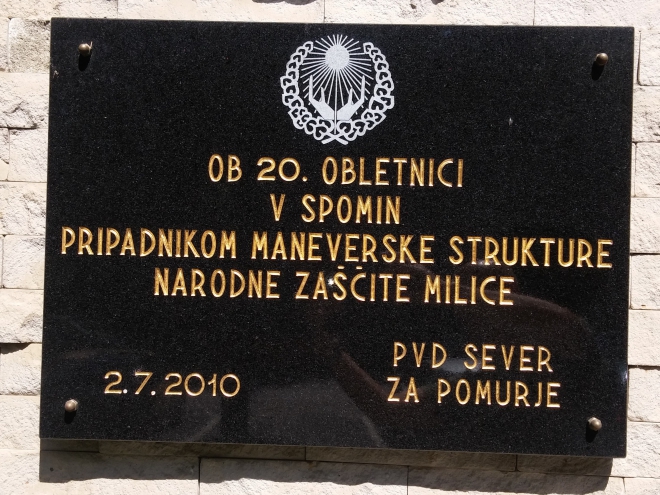 OB 20. OBLETNICI
V SPOMIN
PRIPADNIKOM MANEVERSKE STRUKTURE
NARODNE ZAŠČITE MILICE
2.7.2010
PVD SEVER
ZA POMURJE